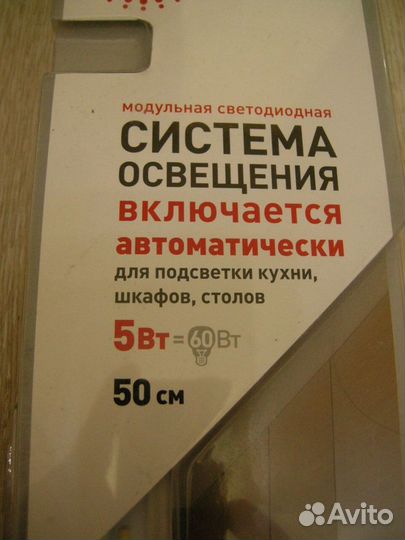 модульная светодиодная
СИСТЕМА
ОСВЕЩЕНИЯ
ВКЛЮЧАЕТСЯ
АВТОМАТИЧЕСКИ
для подсветки кухни,
шкафов, столов
5Вт = 60Вт
50 см
Avito